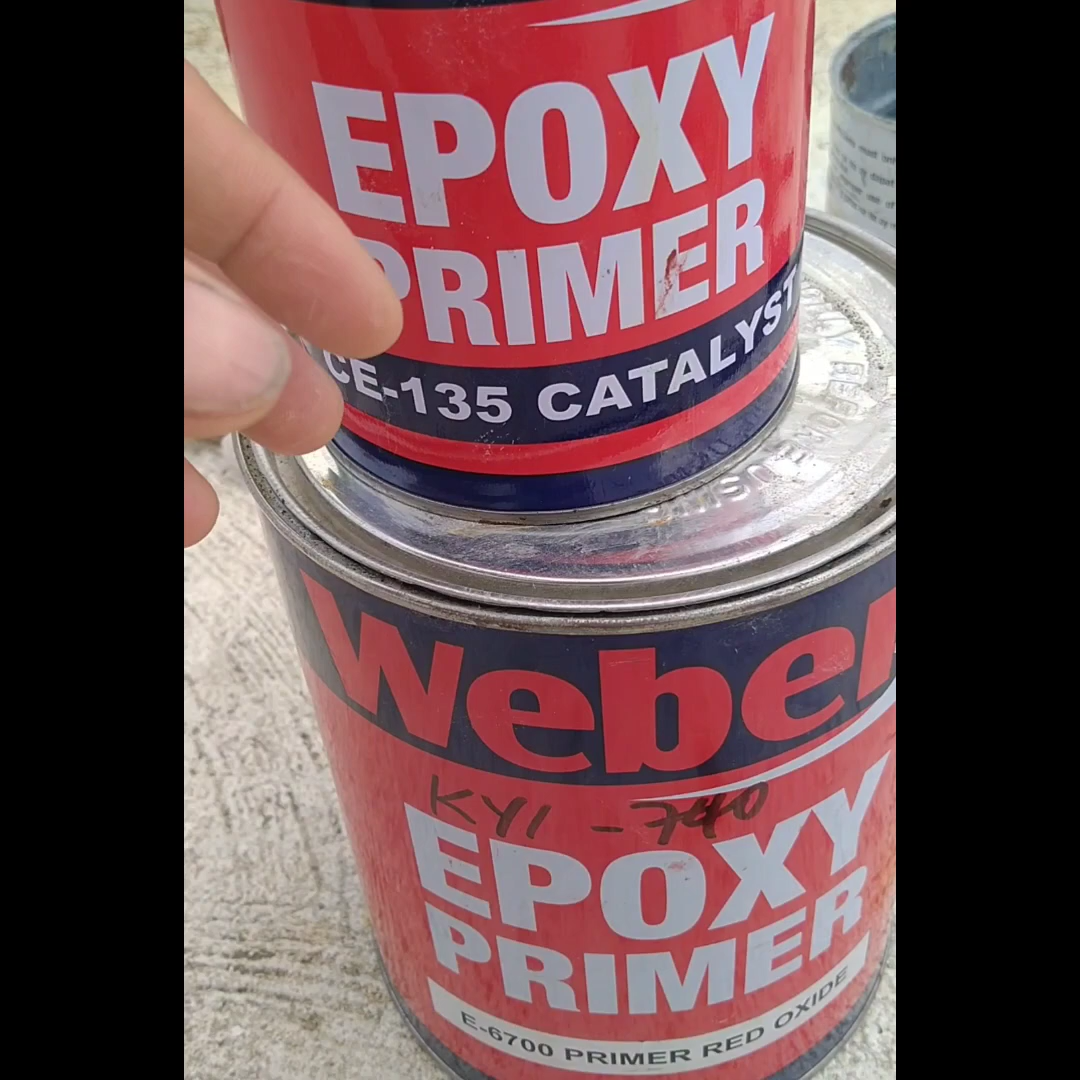 EPOXY
PRIMER
CE-135 CATALYST
Weber
KYI - 740
EPOXY
PRIMER
E-6700 PRIMER RED OXIDE